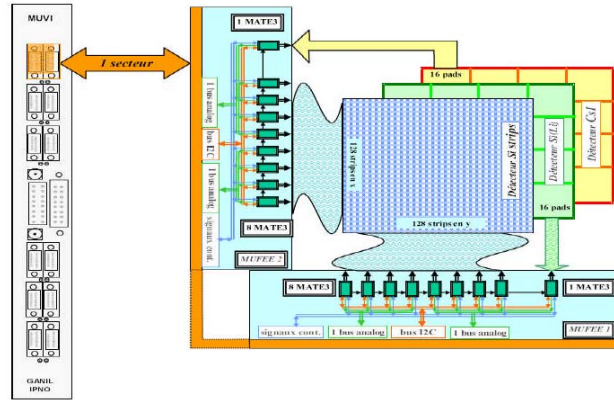 MUVI
1 secteur
GANIL
IPNO
1 MATE3
1 bus analog
bus I2C
1 bus analog
signaux cont.
8 MATE3
MUFEE 2
16 pads
Détecteur CsI
Détecteur Si(Li)
16 pads
Détecteur Si strips
128 strips en x
128 strips en y
8 MATE3
1 MATE3
signaux cont.
1 bus analog
bus I2C
1 bus analog
MUFEE 1